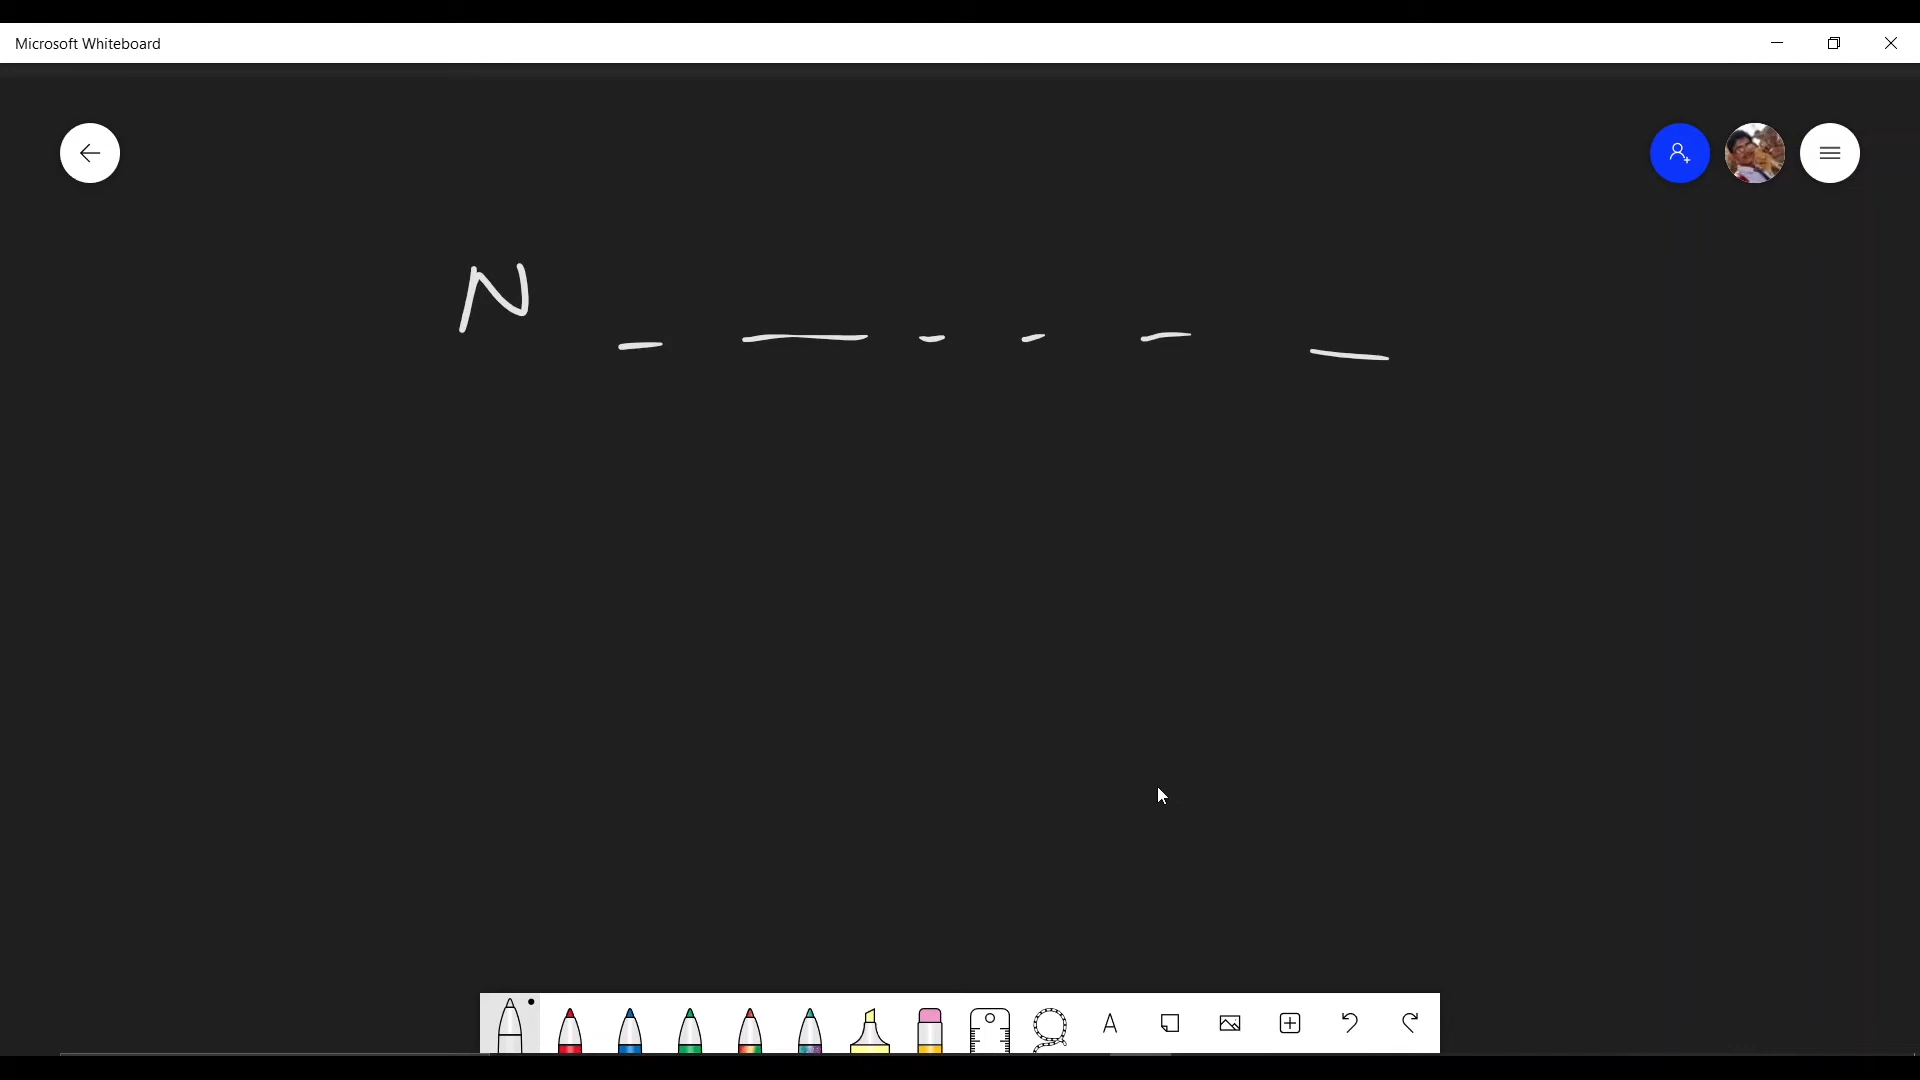 Microsoft Whiteboard
N _ _ _ _ _ _
A